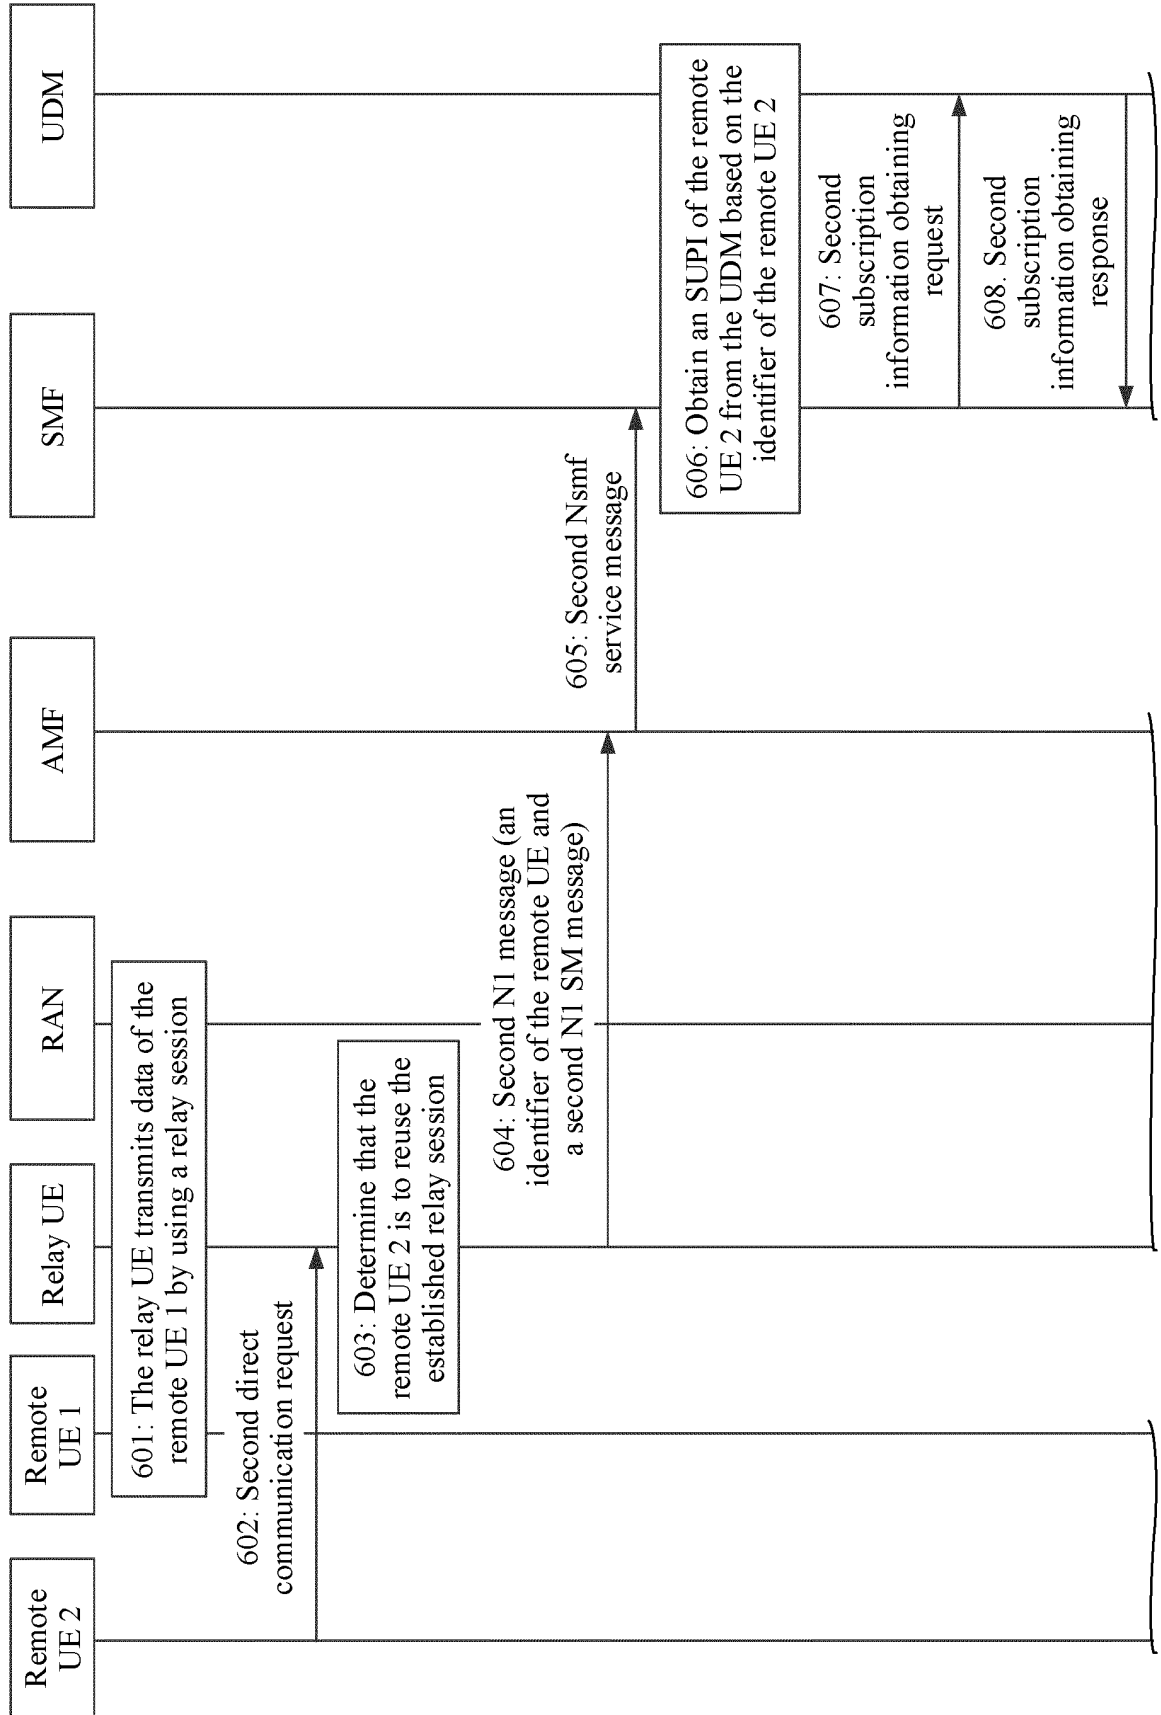 Remote
UE 2
Remote
UE 1
Relay UE
RAN
AMF
SMF
UDM
601: The relay UE transmits data of the
remote UE 1 by using a relay session
602: Second direct
communication request
603: Determine that the
remote UE 2 is to reuse the
established relay session
604: Second N1 message (an
identifier of the remote UE and
a second N1 SM message)
605: Second Nsmf
service message
606: Obtain an SUPI of the remote
UE 2 from the UDM based on the
identifier of the remote UE 2
607: Second
subscription
information obtaining
request
608. Second
subscription
information obtaining
response